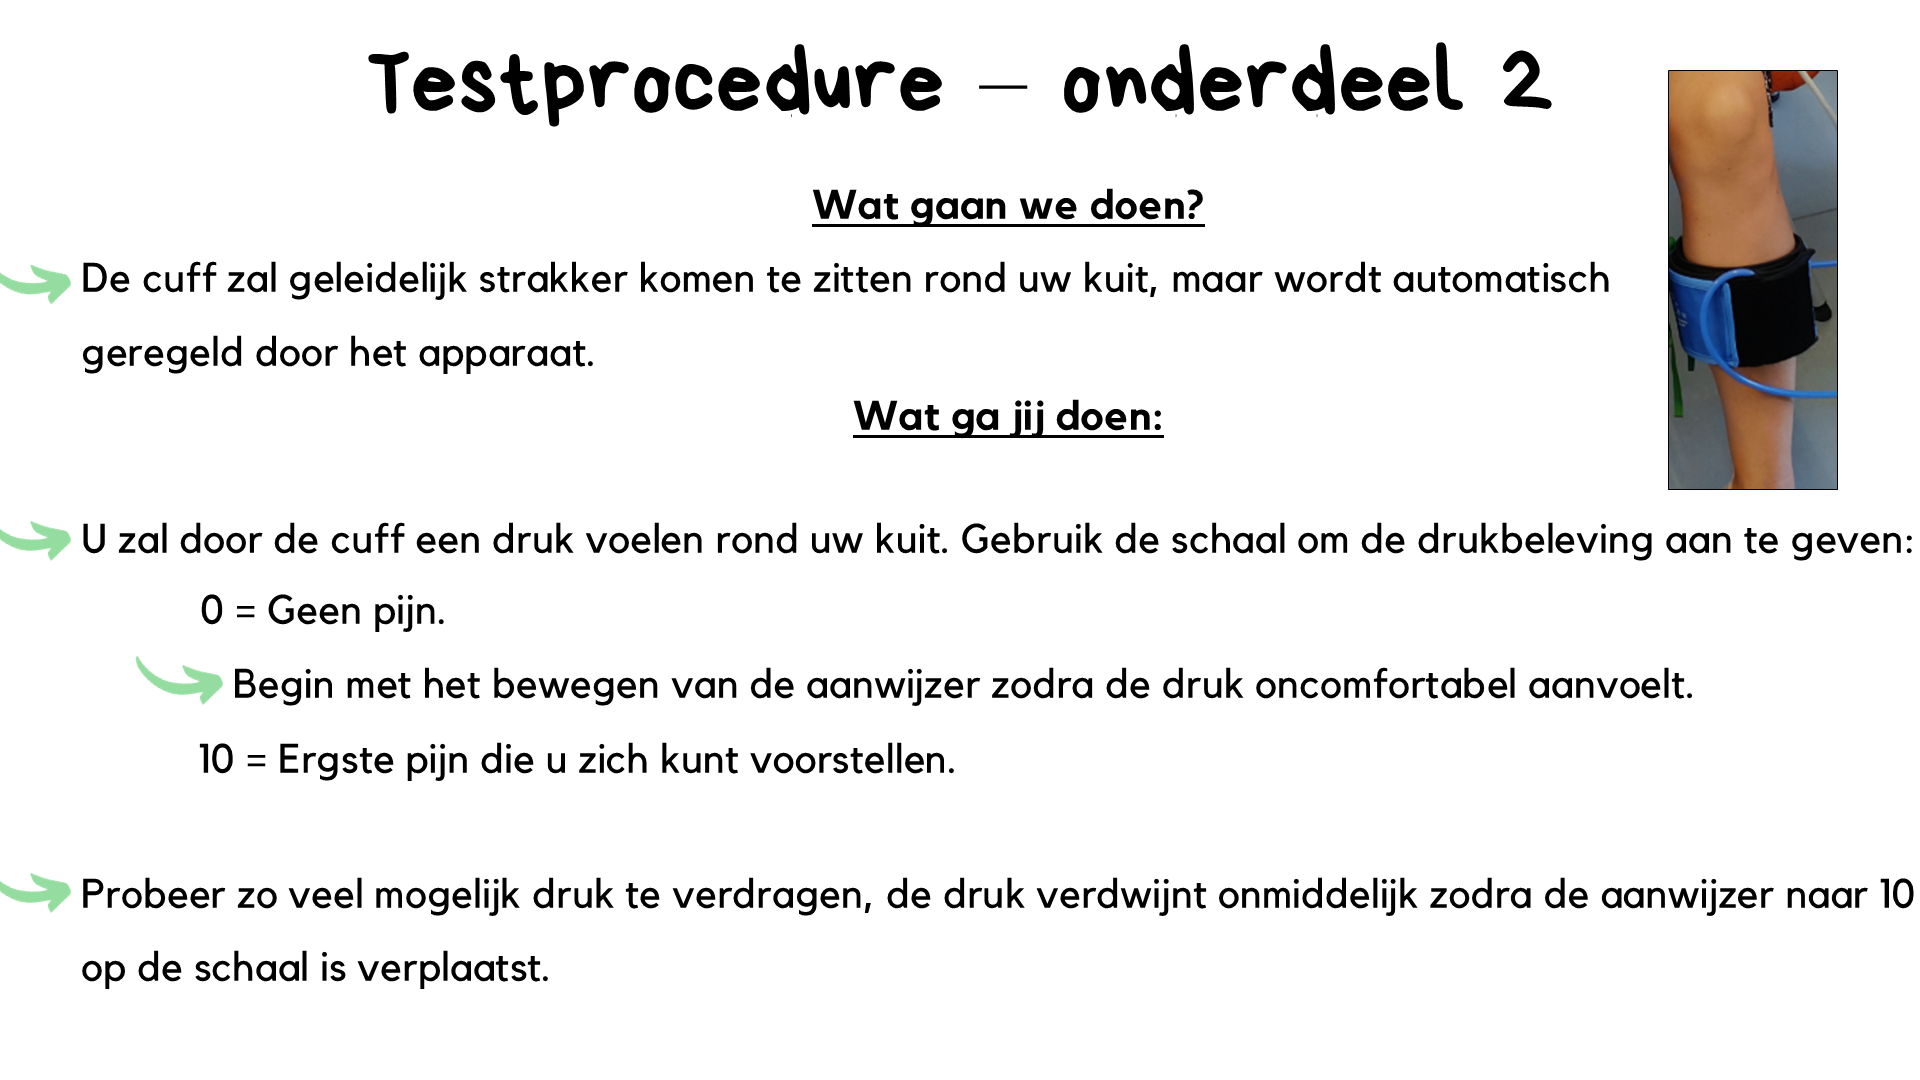 Testprocedure – onderdeel 2
Wat gaan we doen?
De cuff zal geleidelijk strakker komen te zitten rond uw kuit, maar wordt automatisch
geregeld door het apparaat.
Wat ga jij doen:
U zal door de cuff een druk voelen rond uw kuit. Gebruik de schaal om de drukbeleving aan te geven:
0 = Geen pijn.
Begin met het bewegen van de aanwijzer zodra de druk oncomfortabel aanvoelt.
10 = Ergste pijn die u zich kunt voorstellen.
Probeer zo veel mogelijk druk te verdragen, de druk verdwijnt onmiddelijk zodra de aanwijzer naar 10
op de schaal is verplaatst.